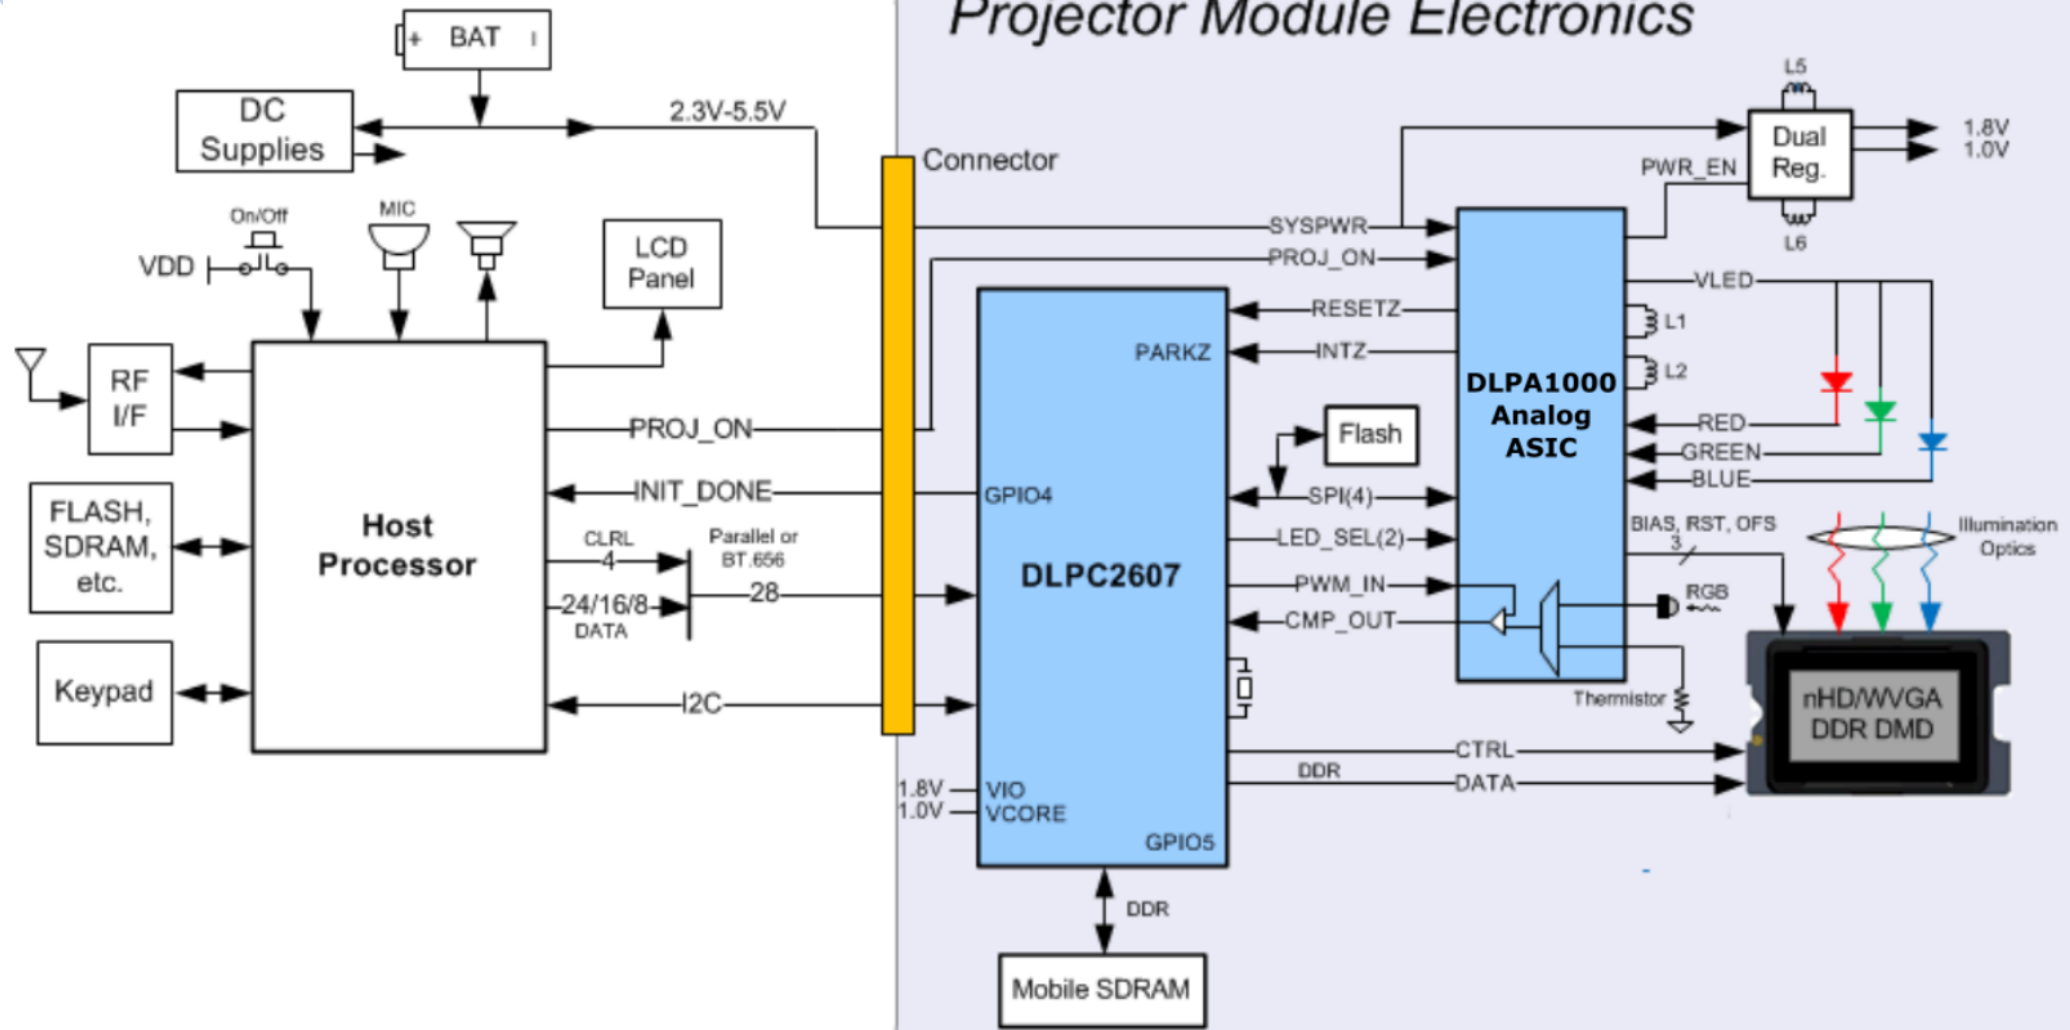 Projector Module Electronics
+ BAT I
DC
Supplies
2.3V-5.5V
Connector
On/Off
VDD
MIC
LCD
Panel
RF
I/F
FLASH,
SDRAM,
etc.
Keypad
Host
Processor
PROJ_ON
INIT_DONE
CLRL
4
24/16/8
DATA
Parallel or
BT.656
28
I2C
SYSPWR
PROJ_ON
RESETZ
PARKZ
INTZ
Flash
GPIO4
SPI(4)
LED_SEL(2)
DLPC2607
PWM_IN
CMP_OUT
1.8V
1.0V
VIO
VCORE
GPIO5
DDR
Mobile SDRAM
DLPA1000
Analog
ASIC
L5
Dual
Reg.
L6
1.8V
1.0V
PWR_EN
VLED
L1
L2
RED
GREEN
BLUE
BIAS, RST, OFS
3
Illumination
Optics
RGB
Thermistor
CTRL
DDR
DATA
nHD/WVGA
DDR DMD